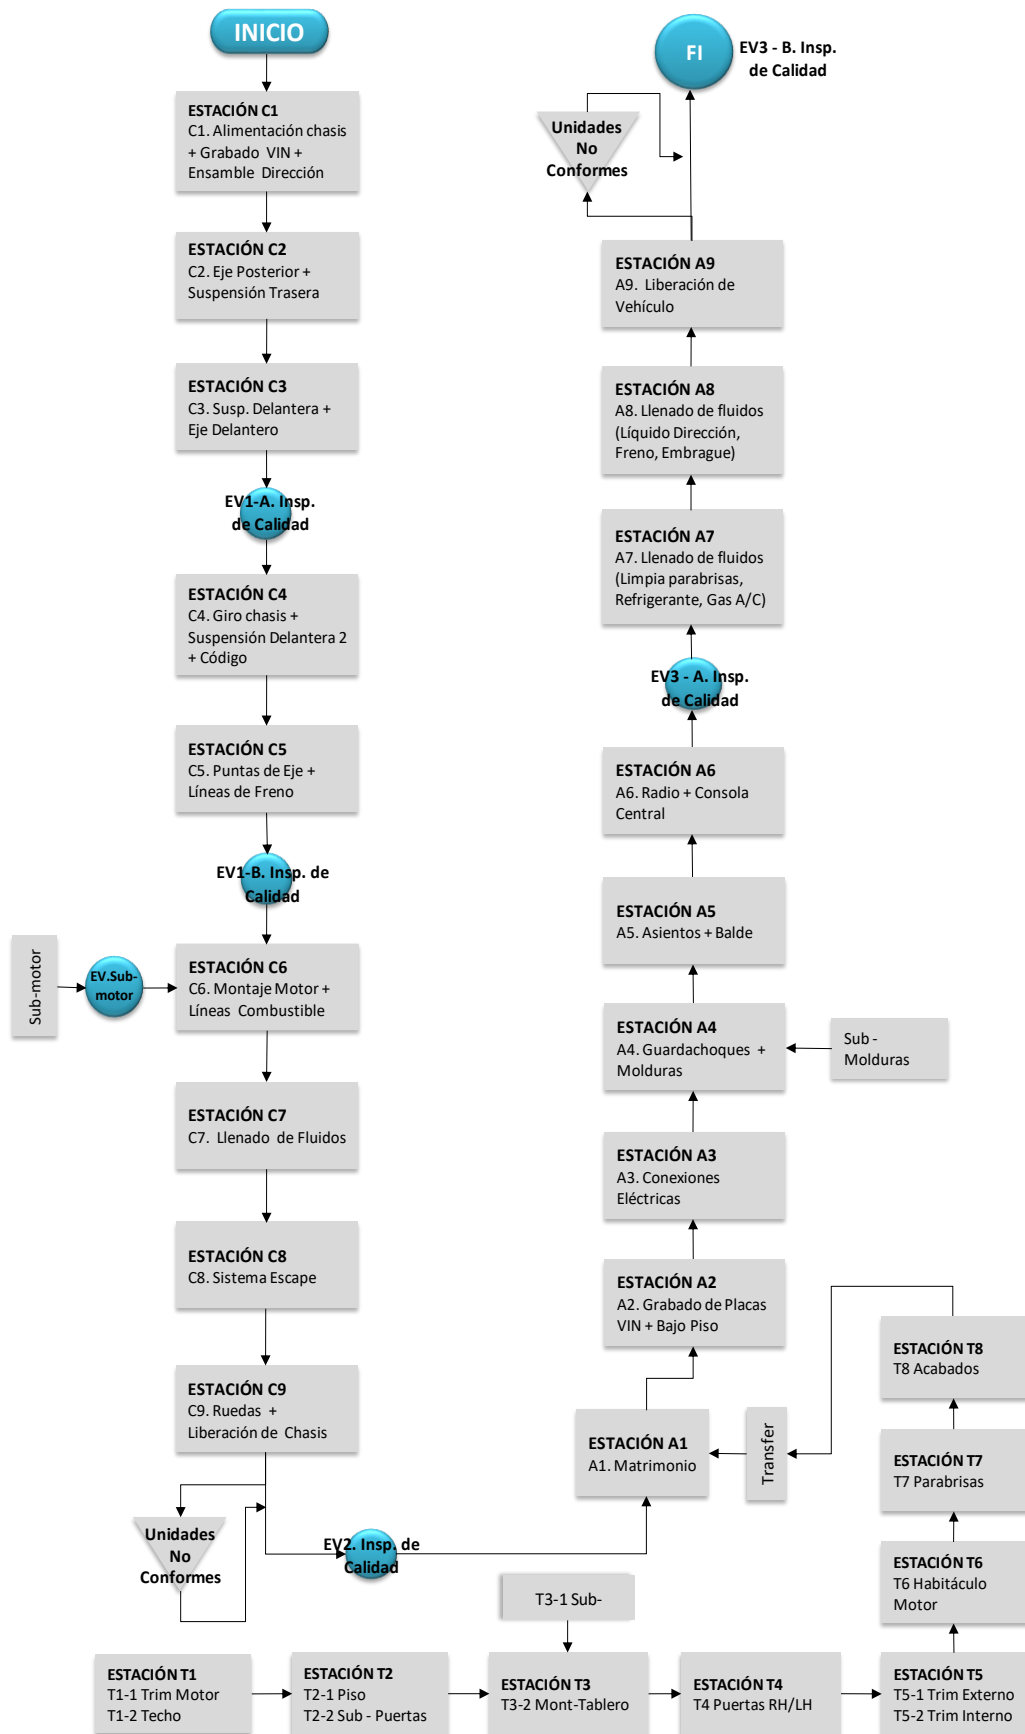 INICIO
ESTACIÓN C1
C1. Alimentación chasis
+ Grabado VIN +
Ensamble Dirección
ESTACIÓN C2
C2. Eje Posterior +
Suspensión Trasera
ESTACIÓN C3
C3. Susp. Delantera +
Eje Delantero
EV1-A. Insp.
de Calidad
ESTACIÓN C4
C4. Giro chasis +
Suspensión Delantera 2
+ Código
ESTACIÓN C5
C5. Puntas de Eje +
Líneas de Freno
EV1-B. Insp. de
Calidad
Sub-motor
EV.Sub-
motor
ESTACIÓN C6
C6. Montaje Motor +
Líneas Combustible
ESTACIÓN C7
C7. Llenado de Fluidos
ESTACIÓN C8
C8. Sistema Escape
ESTACIÓN C9
C9. Ruedas +
Liberación de Chasis
Unidades
No
Conformes
EV2. Insp. de
Calidad
ESTACIÓN T1
T1-1 Trim Motor
T1-2 Techo
ESTACIÓN T2
T2-1 Piso
T2-2 Sub - Puertas
T3-1 Sub-
ESTACIÓN T3
T3-2 Mont-Tablero
ESTACIÓN T4
T4 Puertas RH/LH
ESTACIÓN T5
T5-1 Trim Externo
T5-2 Trim Interno
ESTACIÓN T6
T6 Habitáculo
Motor
ESTACIÓN T7
T7 Parabrisas
ESTACIÓN T8
T8 Acabados
Transfer
ESTACIÓN A1
A1. Matrimonio
ESTACIÓN A2
A2. Grabado de Placas
VIN + Bajo Piso
ESTACIÓN A3
A3. Conexiones
Eléctricas
ESTACIÓN A4
A4. Guardachoques +
Molduras
Sub -
Molduras
ESTACIÓN A5
A5. Asientos + Balde
ESTACIÓN A6
A6. Radio + Consola
Central
EV3 - A. Insp.
de Calidad
ESTACIÓN A7
A7. Llenado de fluidos
(Limpia parabrisas,
Refrigerante, Gas A/C)
ESTACIÓN A8
A8. Llenado de fluidos
(Líquido Dirección,
Freno, Embrague)
ESTACIÓN A9
A9. Liberación de
Vehículo
Unidades
No
Conformes
FI
EV3 - B. Insp.
de Calidad